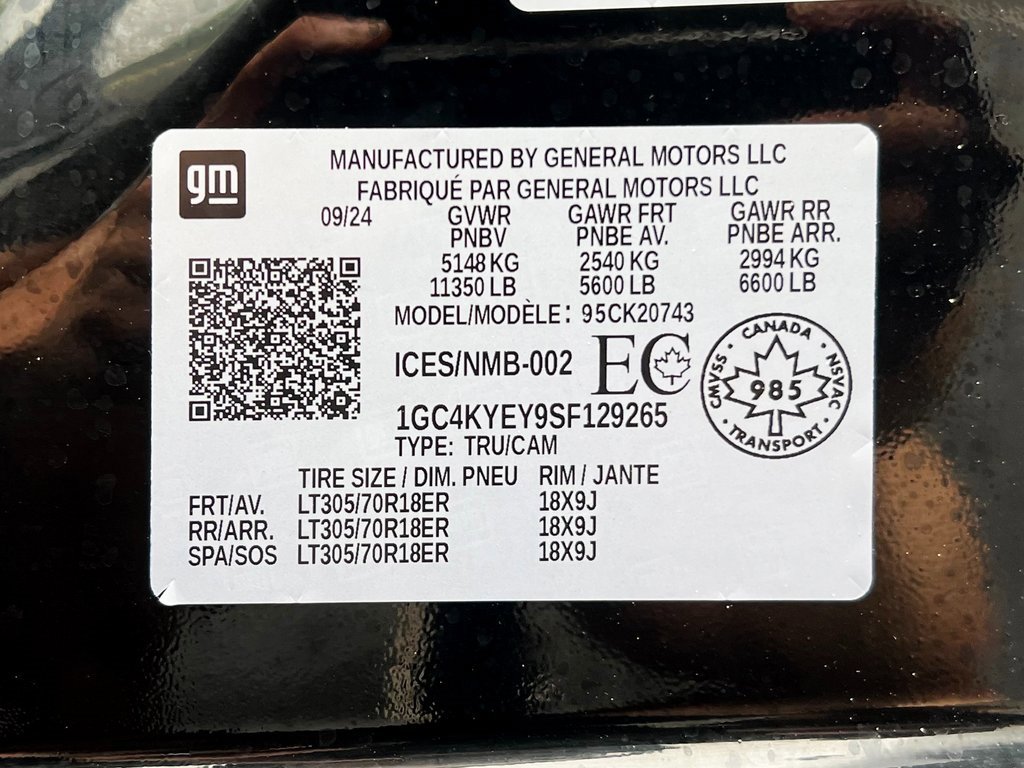 gm
MANUFACTURED BY GENERAL MOTORS LLC
FABRIQUÉ PAR GENERAL MOTORS LLC
09/24 GVWR GAWR FRT GAWR RR
PNBV PNBE AV. PNBE ARR.
5148 KG 2540 KG 2994 KG
11350 LB 5600 LB 6600 LB
MODEL/MODÈLE: 95CK20743
ICES/NMB-002 EC
CANADA
CMVSS 985 NSVAC
TRANSPORT
1GC4KYEY9SF129265
TYPE: TRU/CAM
TIRE SIZE / DIM. PNEU RIM / JANTE
FRT/AV. LT305/70R18ER 18X9J
RR/ARR. LT305/70R18ER 18X9J
SPA/SOS LT305/70R18ER 18X9J